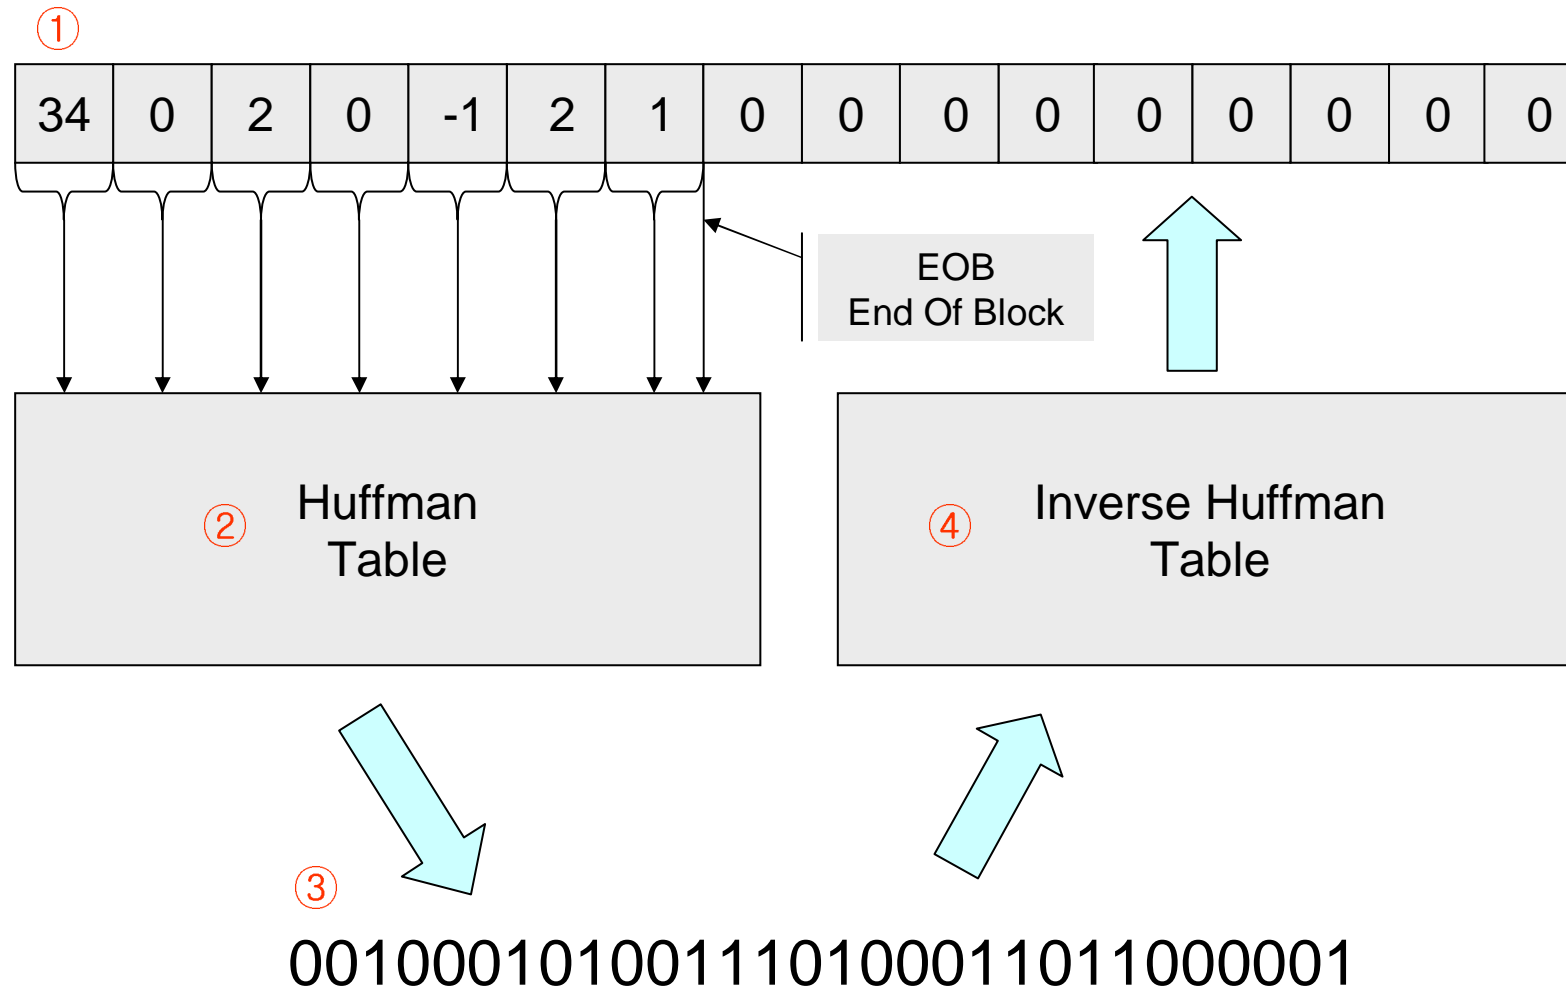 ①
34 0 2 0 -1 2 1 0 0 0 0 0 0 0 0 0
EOB
End Of Block
② Huffman
Table
④ Inverse Huffman
Table
③
001000101001110100011011000001